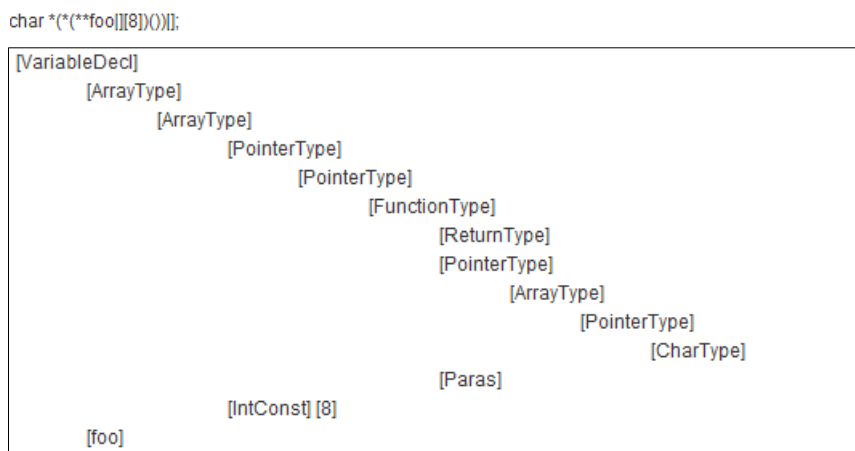 char *(*(**foo[][8])())[];
[VariableDecl]
[ArrayType]
[ArrayType]
[PointerType]
[PointerType]
[FunctionType]
[ReturnType]
[PointerType]
[ArrayType]
[PointerType]
[CharType]
[Paras]
[IntConst] [8]
[foo]